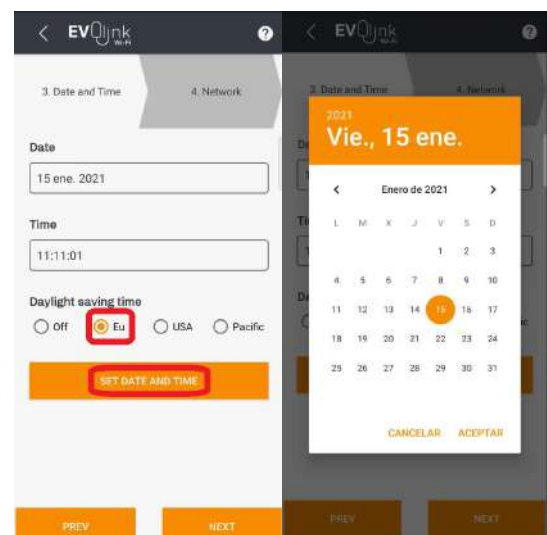 EVOlink
Wi-Fi
3. Date and Time
4. Network
Date
15 ene. 2021
Time
11:11:01
Daylight saving time
Off Eu USA Pacific
SET DATE AND TIME
PREV NEXT
EVOlink
3. Date and Time
4. Network
2021
Vie., 15 ene.
Enero de 2021
L M X J V S D
1 2 3
4 5 6 7 8 9 10
11 12 13 14 15 16 17
18 19 20 21 22 23 24
25 26 27 28 29 30 31
CANCELAR ACEPTAR
PREV NEXT